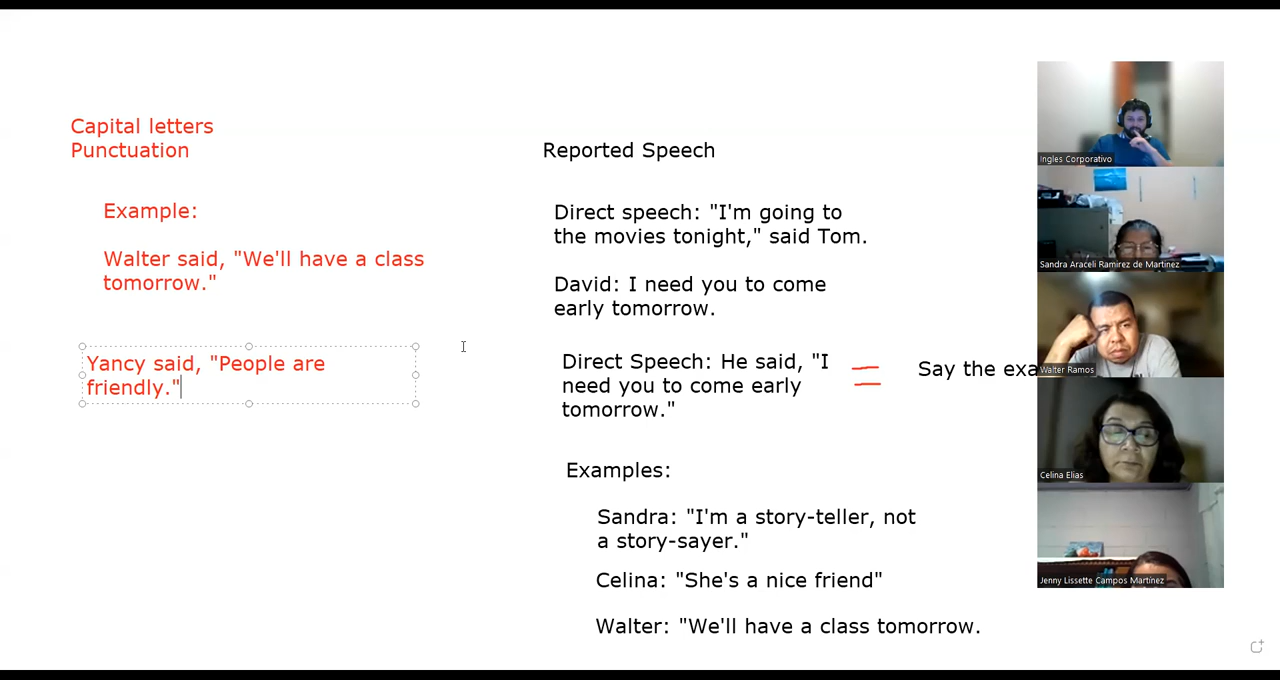 Capital letters
Punctuation
Example:
Walter said, "We'll have a class
tomorrow."
Yancy said, "People are
friendly."
Reported Speech
Direct speech: "I'm going to
the movies tonight," said Tom.
David: I need you to come
early tomorrow.
Direct Speech: He said, "I
need you to come early
tomorrow."
Say the exa
Examples:
Sandra: "I'm a story-teller, not
a story-sayer."
Celina: "She's a nice friend"
Walter: "We'll have a class tomorrow.
Ingles Corporativo
Sandra Araceli Ramirez de Martinez
Walter Ramos
Celina Elias
Jenny Lissette Campos Martínez